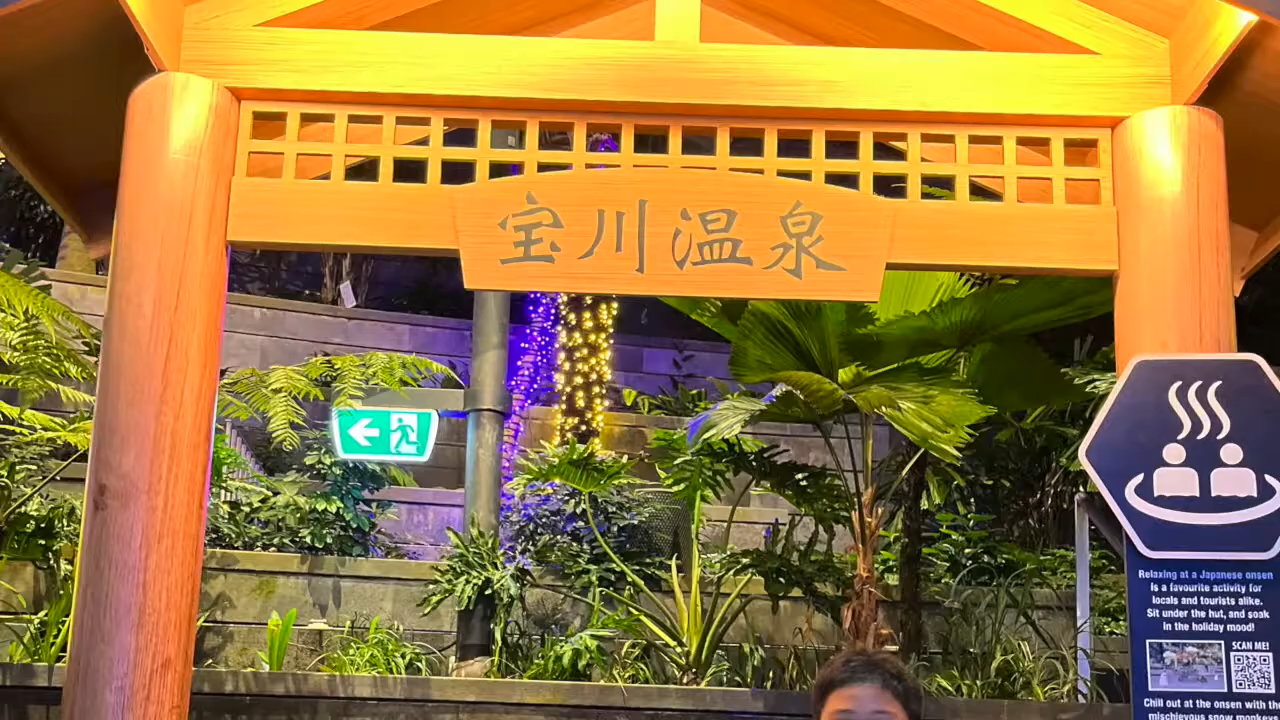 宝川温泉
Relaxing at a Japanese onsen
is a favourite activity for
locals and tourists alike.
Sit under the hut, and soak
in the holiday mood!
SCAN ME!
Chill out at the onsen with the
mischievous snow monkeys